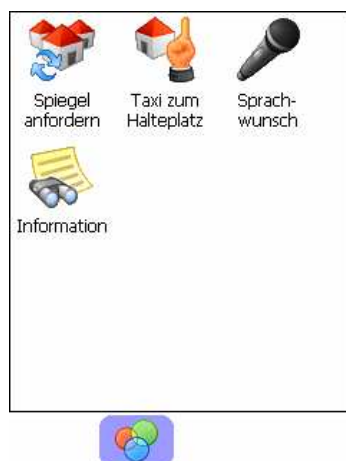 Spiegel
anfordern
Taxi zum
Halteplatz
Sprach-
wunsch
Information